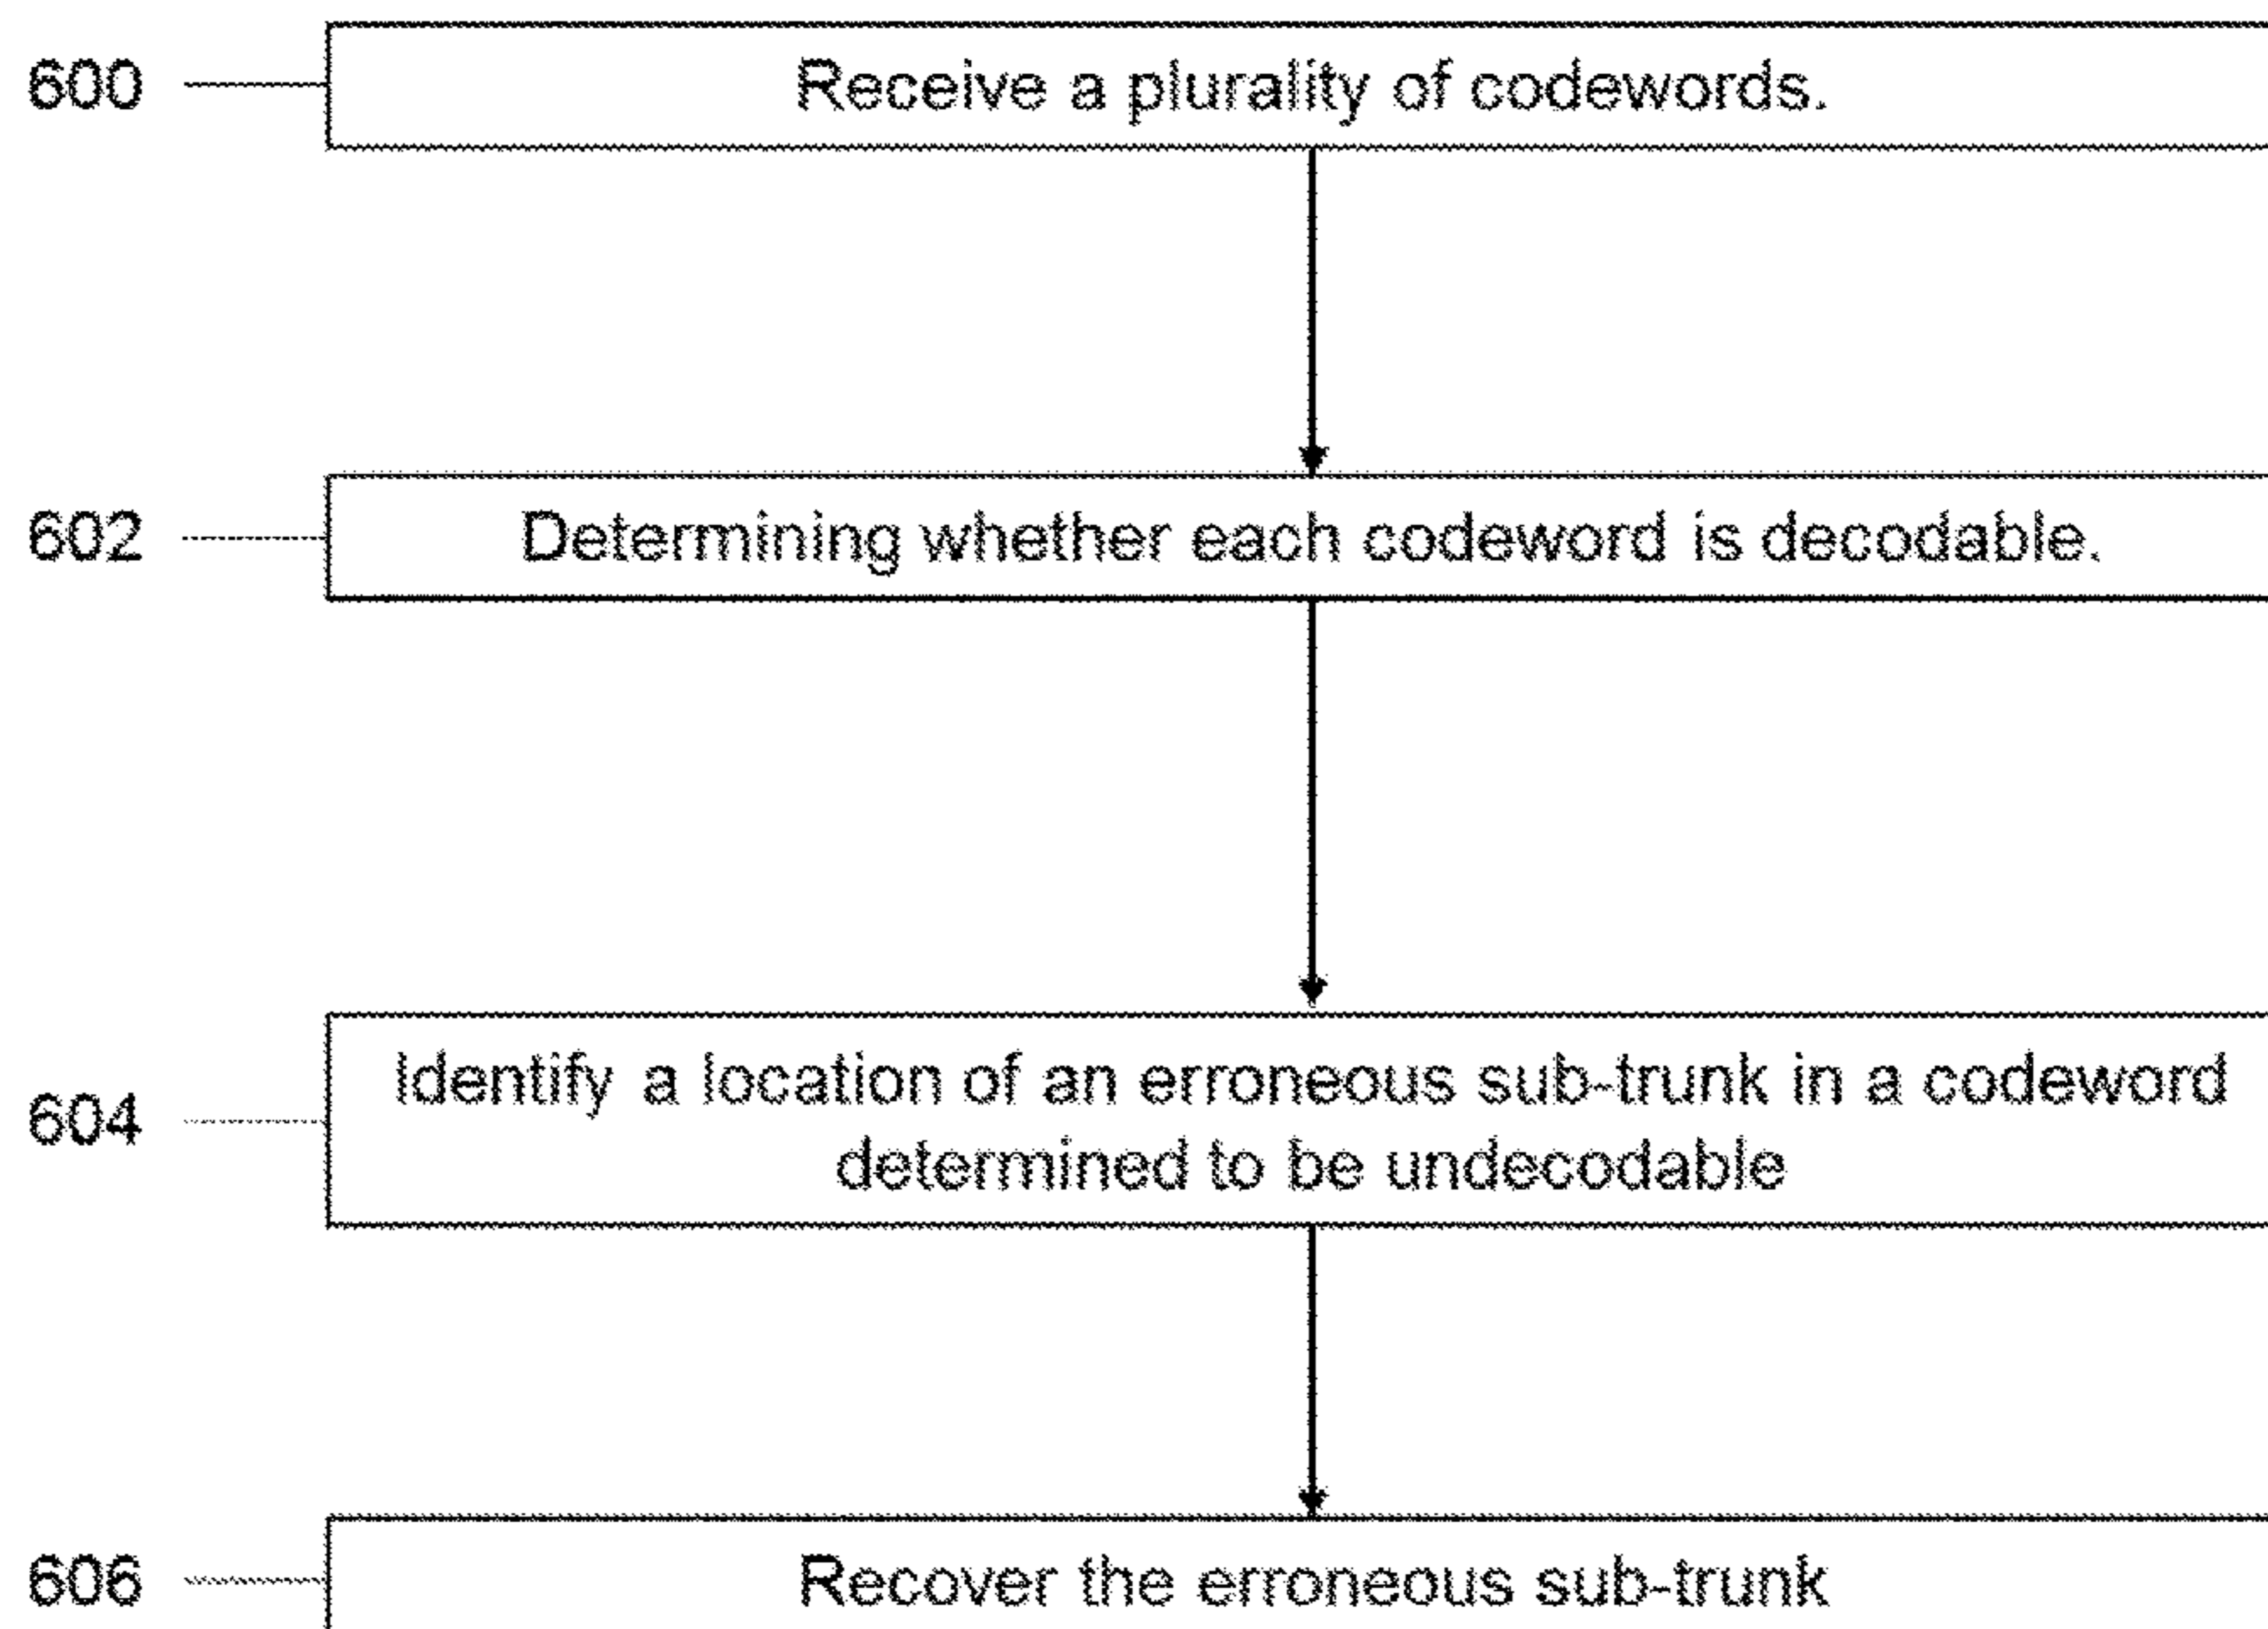 600 Receive a plurality of codewords.
602 Determining whether each codeword is decodable.
604 Identify a location of an erroneous sub-trunk in a codeword
determined to be undecodable
606 Recover the erroneous sub-trunk